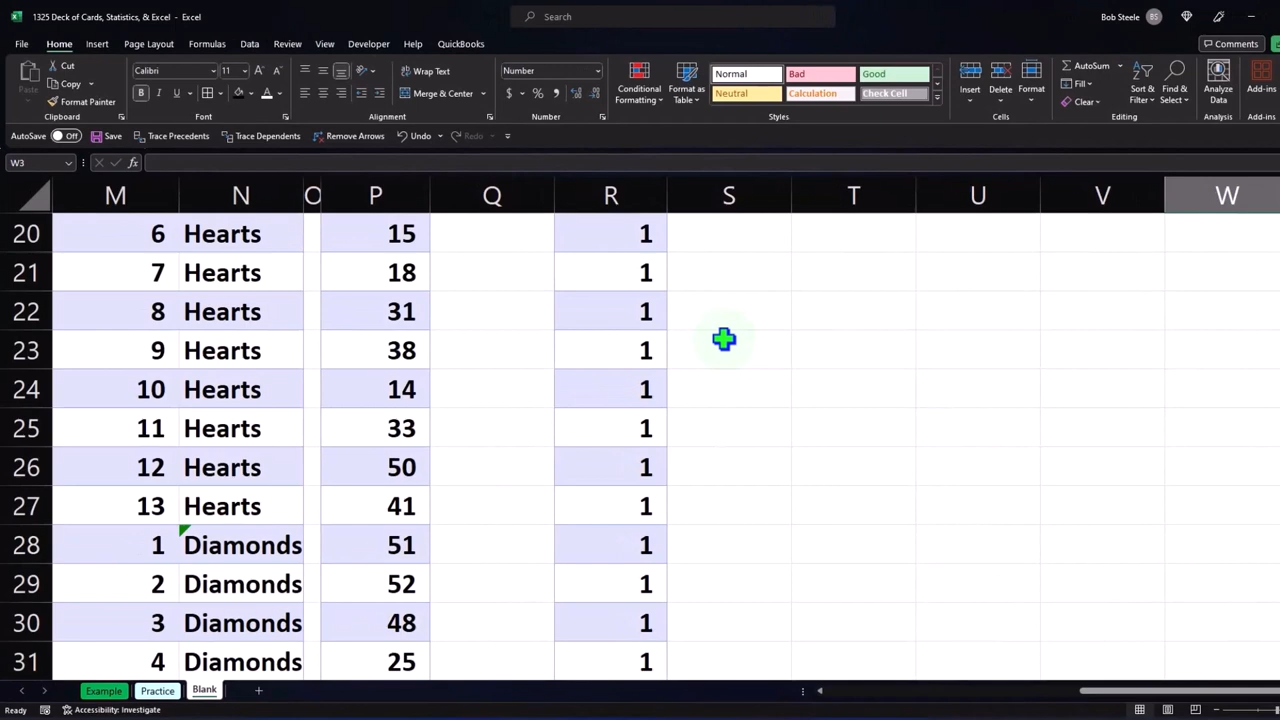 1325 Deck of Cards, Statistics, & Excel - Excel
Search
Bob Steele BS
File Home Insert Page Layout Formulas Data Review View Developer Help QuickBooks Comments
Paste Cut Copy Format Painter Clipboard
Calibri 11 B I U Font
Wrap Text Merge & Center Alignment
Number $ % Number
Conditional Formatting Format as Table Normal Bad Good Neutral Calculation Check Cell Styles
Insert Delete Format Cells
AutoSum Fill Clear Sort & Filter Find & Select Editing
Analyze Data Analysis
Add-ins Add-ins
AutoSave Off Save Trace Precedents Trace Dependents Remove Arrows Undo Redo
W3 fx
M N O P Q R S T U V W
20 6 Hearts 15 1
21 7 Hearts 18 1
22 8 Hearts 31 1
23 9 Hearts 38 1
24 10 Hearts 14 1
25 11 Hearts 33 1
26 12 Hearts 50 1
27 13 Hearts 41 1
28 1 Diamonds 51 1
29 2 Diamonds 52 1
30 3 Diamonds 48 1
31 4 Diamonds 25 1
Example Practice Blank
Ready Accessibility: Investigate